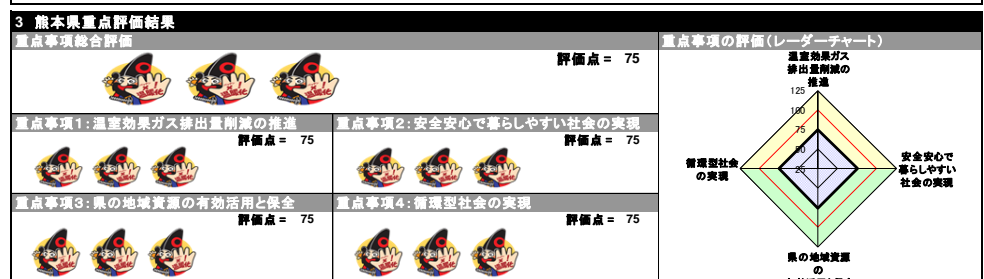 3 熊本県重点評価結果
重点事項総合評価
評価点 = 75
重点事項1:温室効果ガス排出量削減の推進
評価点 = 75
重点事項2:安全安心で暮らしやすい社会の実現
評価点 = 75
重点事項3:県の地域資源の有効活用と保全
評価点 = 75
重点事項4:循環型社会の実現
評価点 = 75
重点事項の評価(レーダーチャート)
温室効果ガス
排出量削減の
推進
125
100
75
50
25
循環型社会
の実現
安全安心で
暮らしやすい
社会の実現
県の地域資源
の